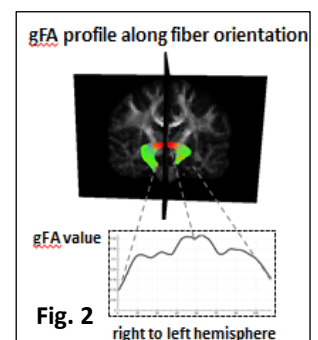 gFA profile along fiber orientation
gFA value
Fig. 2
right to left hemisphere